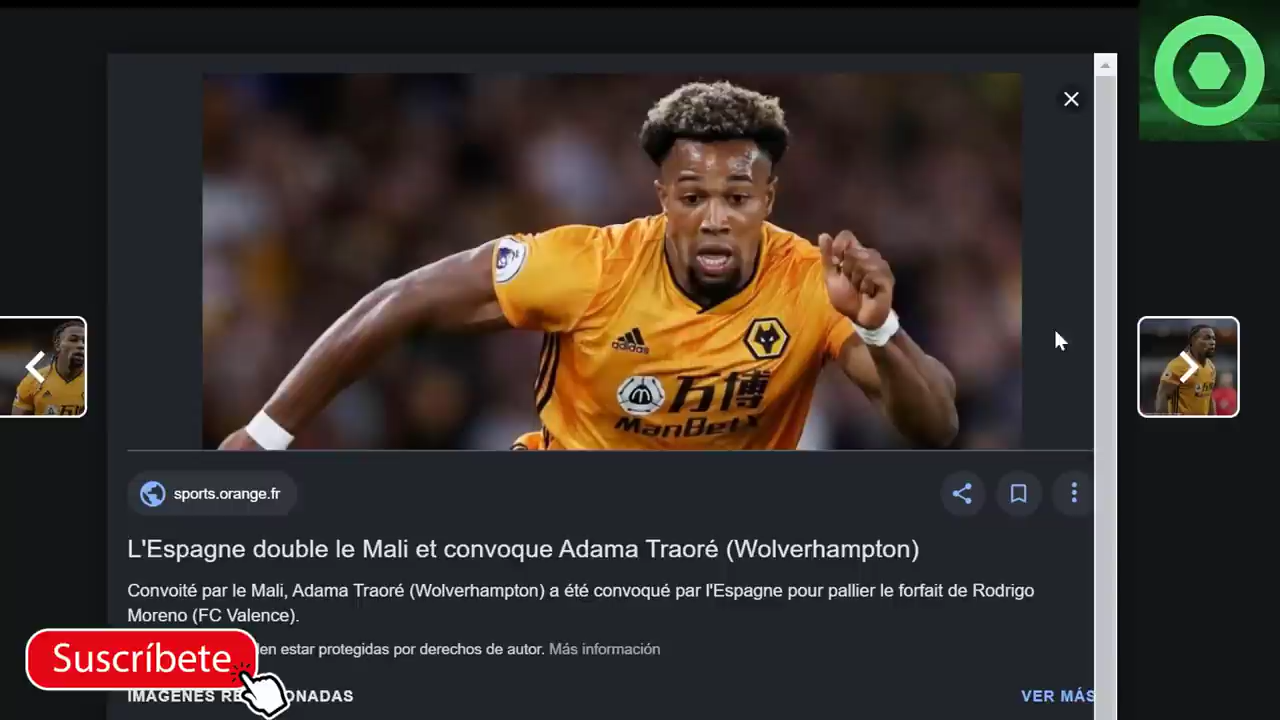 adidas
万博
ManBetX
万博
sports.orange.fr
L'Espagne double le Mali et convoque Adama Traoré (Wolverhampton)
Convoité par le Mali, Adama Traoré (Wolverhampton) a été convoqué par l'Espagne pour pallier le forfait de Rodrigo
Moreno (FC Valence).
Suscríbete
estar protegidas por derechos de autor. Más información
IMÁGENES
VER MÁS